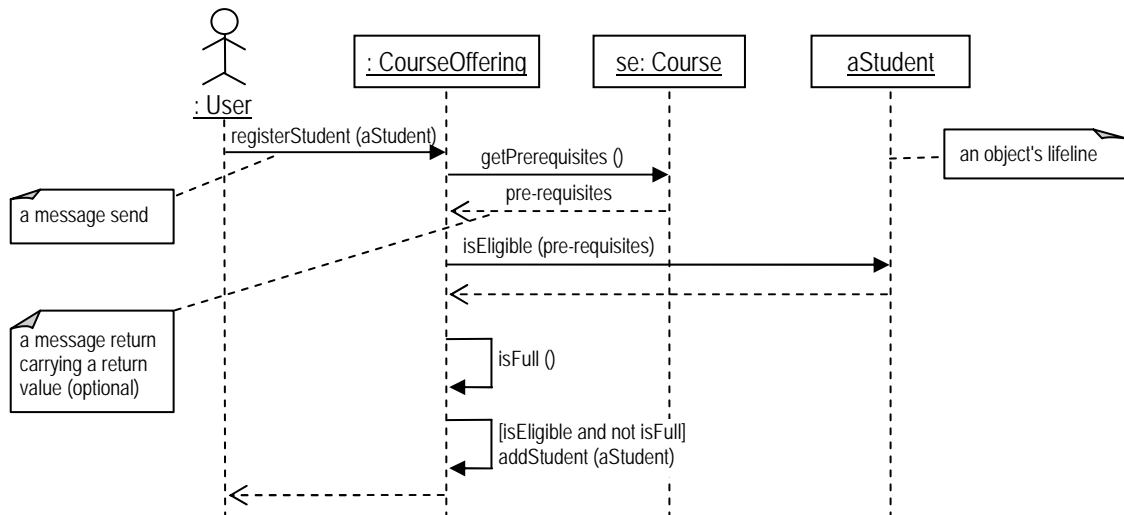 : CourseOffering
se: Course
aStudent
: User
registerStudent (aStudent)
an object's lifeline
getPrerequisites ()
pre-requisites
a message send
isEligible (pre-requisites)
a message return
carrying a return
value (optional)
isFull ()
[isEligible and not isFull]
addStudent (aStudent)